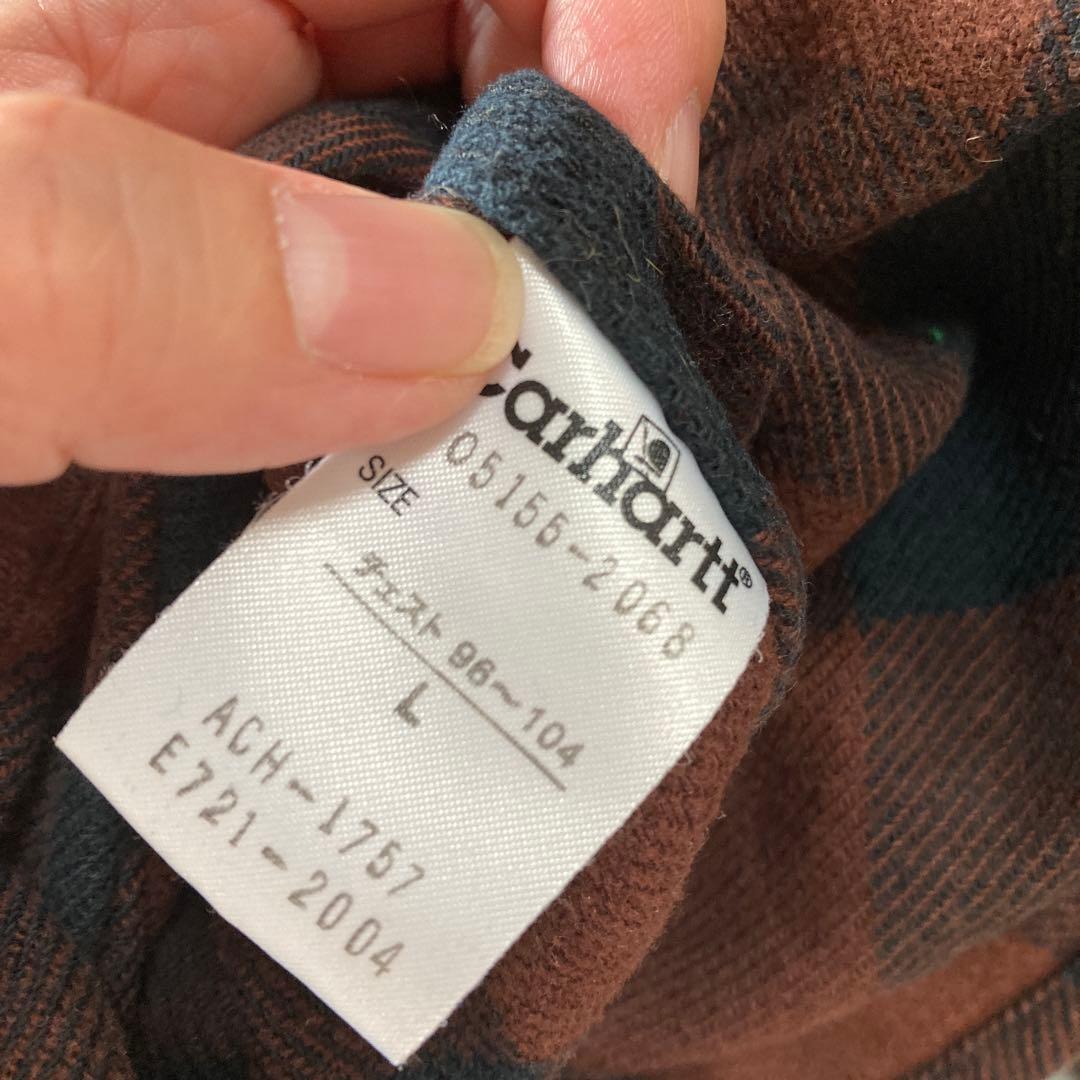 Carhartt®
05156-2068
SIZE
チェスト 96〜104
L
ACH-1757
E721-2004